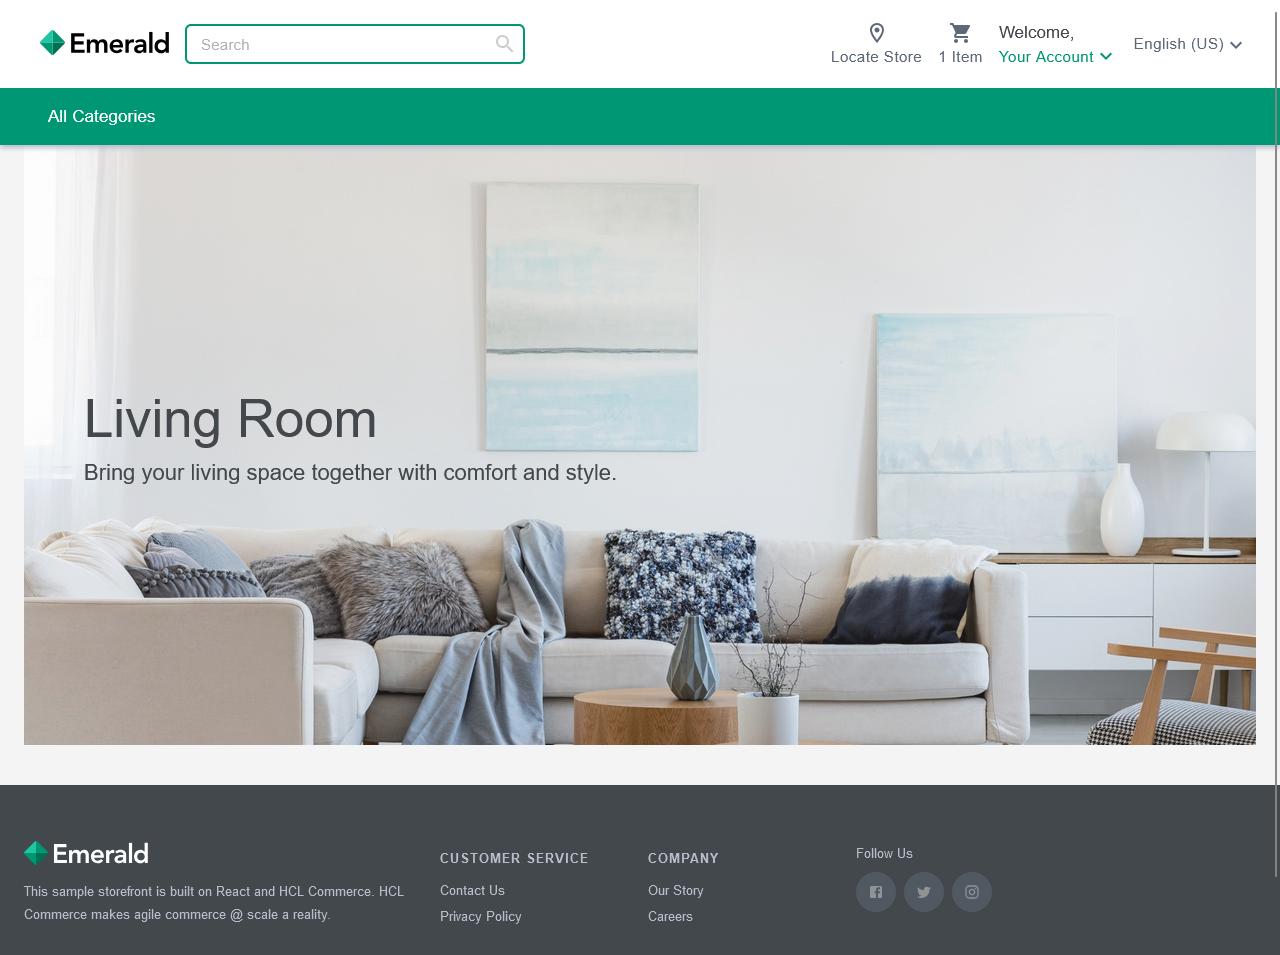 Emerald
Search
Locate Store
1 Item
Welcome,
Your Account
English (US)
All Categories
Living Room
Bring your living space together with comfort and style.
Emerald
This sample storefront is built on React and HCL Commerce. HCL
Commerce makes agile commerce @ scale a reality.
CUSTOMER SERVICE
Contact Us
Privacy Policy
COMPANY
Our Story
Careers
Follow Us